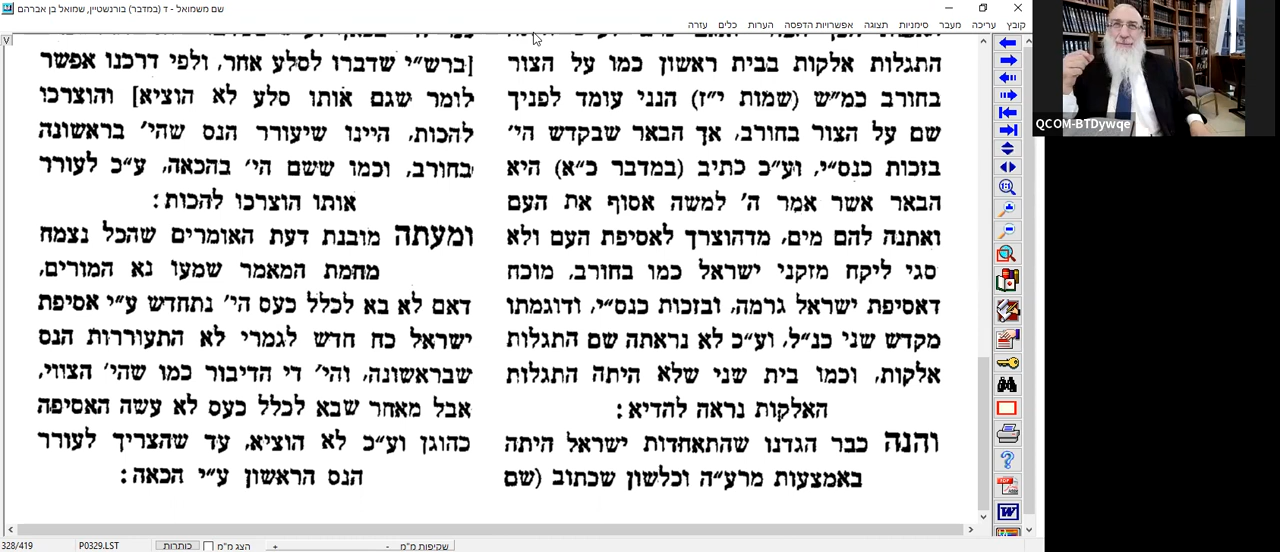 שם משמואל - ד (במדבר) בורנשטיין, שמואל בן אברהם
קובץ עריכה מעבר סימניות תצוגה אפשרויות הדפסה הערות כלים עזרה
התגלות אלקות בבית ראשון כמו על הצור
בחורב כמ״ש (שמות י״ז) הנני עומד לפניך
שם על הצור בחורב, אך הבאר שבקדש הי׳
בזכות כנס״י, וע״כ כתיב (במדבר כ״א) היא
הבאר אשר אמר ה׳ למשה אסוף את העם
ואתנה להם מים, מדהוצרך לאסיפת העם ולא
סגי ליקח מזקני ישראל כמו בחורב, מוכח
דאסיפת ישראל גרמה, ובזכות כנס״י, ודוגמתו
מקדש שני כנ״ל, וע״כ לא נראתה שם התגלות
אלקות, וכמו בית שני שלא היתה התגלות
האלקות נראה להדיא:
והנה כבר הגדנו שהתאחדות ישראל היתה
באמצעות מרע״ה וכלשון שכתוב (שם
[ברש״י שדברו לסלע אחר, ולפי דרכנו אפשר
לומר שגם אותו סלע לא הוציא] והוצרכו
להכות, היינו שיעורר הנס שהי׳ בראשונה
בחורב, וכמו ששם הי׳ בהכאה, ע״כ לעורר
אותו הוצרכו להכות:
ומעתה מובנת דעת האומרים שהכל נצמח
מחמת המאמר שמעו נא המורים,
דאם לא בא לכלל כעס הי׳ נתחדש ע״י אסיפת
ישראל כח חדש לגמרי לא התעוררות הנס
שבראשונה, והי׳ די הדיבור כמו שהי׳ הצווי,
אבל מאחר שבא לכלל כעס לא עשה האסיפה
כהוגן וע״כ לא הוציא, עד שהצריך לעורר
הנס הראשון ע״י הכאה:
QCOM-BTDywqe
V
1:1
PDF
W
328/419 P0329.LST כותרות הצג מ״מ + - שקיפות מ״מ